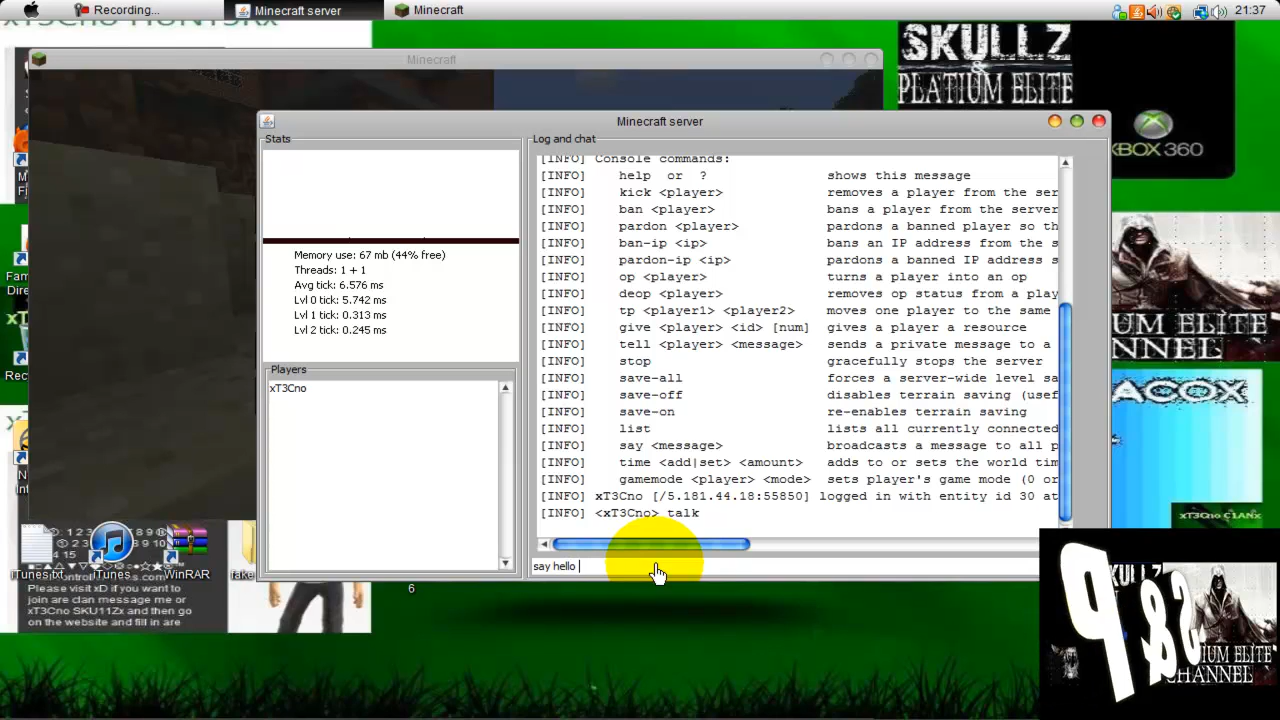 Recording...
Minecraft server
Minecraft
21:37
SKULLZ
&
PLATIUM ELITE
XBOX 360
Minecraft
Minecraft server
Stats
Log and chat
Memory use: 67 mb (44% free)
Threads: 1 + 1
Avg tick: 6.576 ms
Lvl 0 tick: 5.742 ms
Lvl 1 tick: 0.313 ms
Lvl 2 tick: 0.245 ms
Players
xT3Cno
[INFO] Console commands:
[INFO] help or ? shows this message
[INFO] kick <player> removes a player from the ser
[INFO] ban <player> bans a player from the server
[INFO] pardon <player> pardons a banned player so th
[INFO] ban-ip <ip> bans an IP address from the s
[INFO] pardon-ip <ip> pardons a banned IP address s
[INFO] op <player> turns a player into an op
[INFO] deop <player> removes op status from a play
[INFO] tp <player1> <player2> moves one player to the same
[INFO] give <player> <id> [num] gives a player a resource
[INFO] tell <player> <message> sends a private message to a
[INFO] stop gracefully stops the server
[INFO] save-all forces a server-wide level sa
[INFO] save-off disables terrain saving (usef
[INFO] save-on re-enables terrain saving
[INFO] list lists all currently connected
[INFO] say <message> broadcasts a message to all p
[INFO] time <add|set> <amount> adds to or sets the world tim
[INFO] gamemode <player> <mode> sets player's game mode (0 or
[INFO] xT3Cno [/5.181.44.18:55850] logged in with entity id 30 at
[INFO] <xT3Cno> talk
say hello
UM ELITE
ANNEL
ACOX
xT3Cno C1ANx
iTunes.txt
iTunes
WinRAR
fake
6
Please visit xD if you want to
join are clan message me or
xT3Cno SKU11Zx and then go
on the website and fill in are
SKULLZ
UM ELITE
CHANNEL